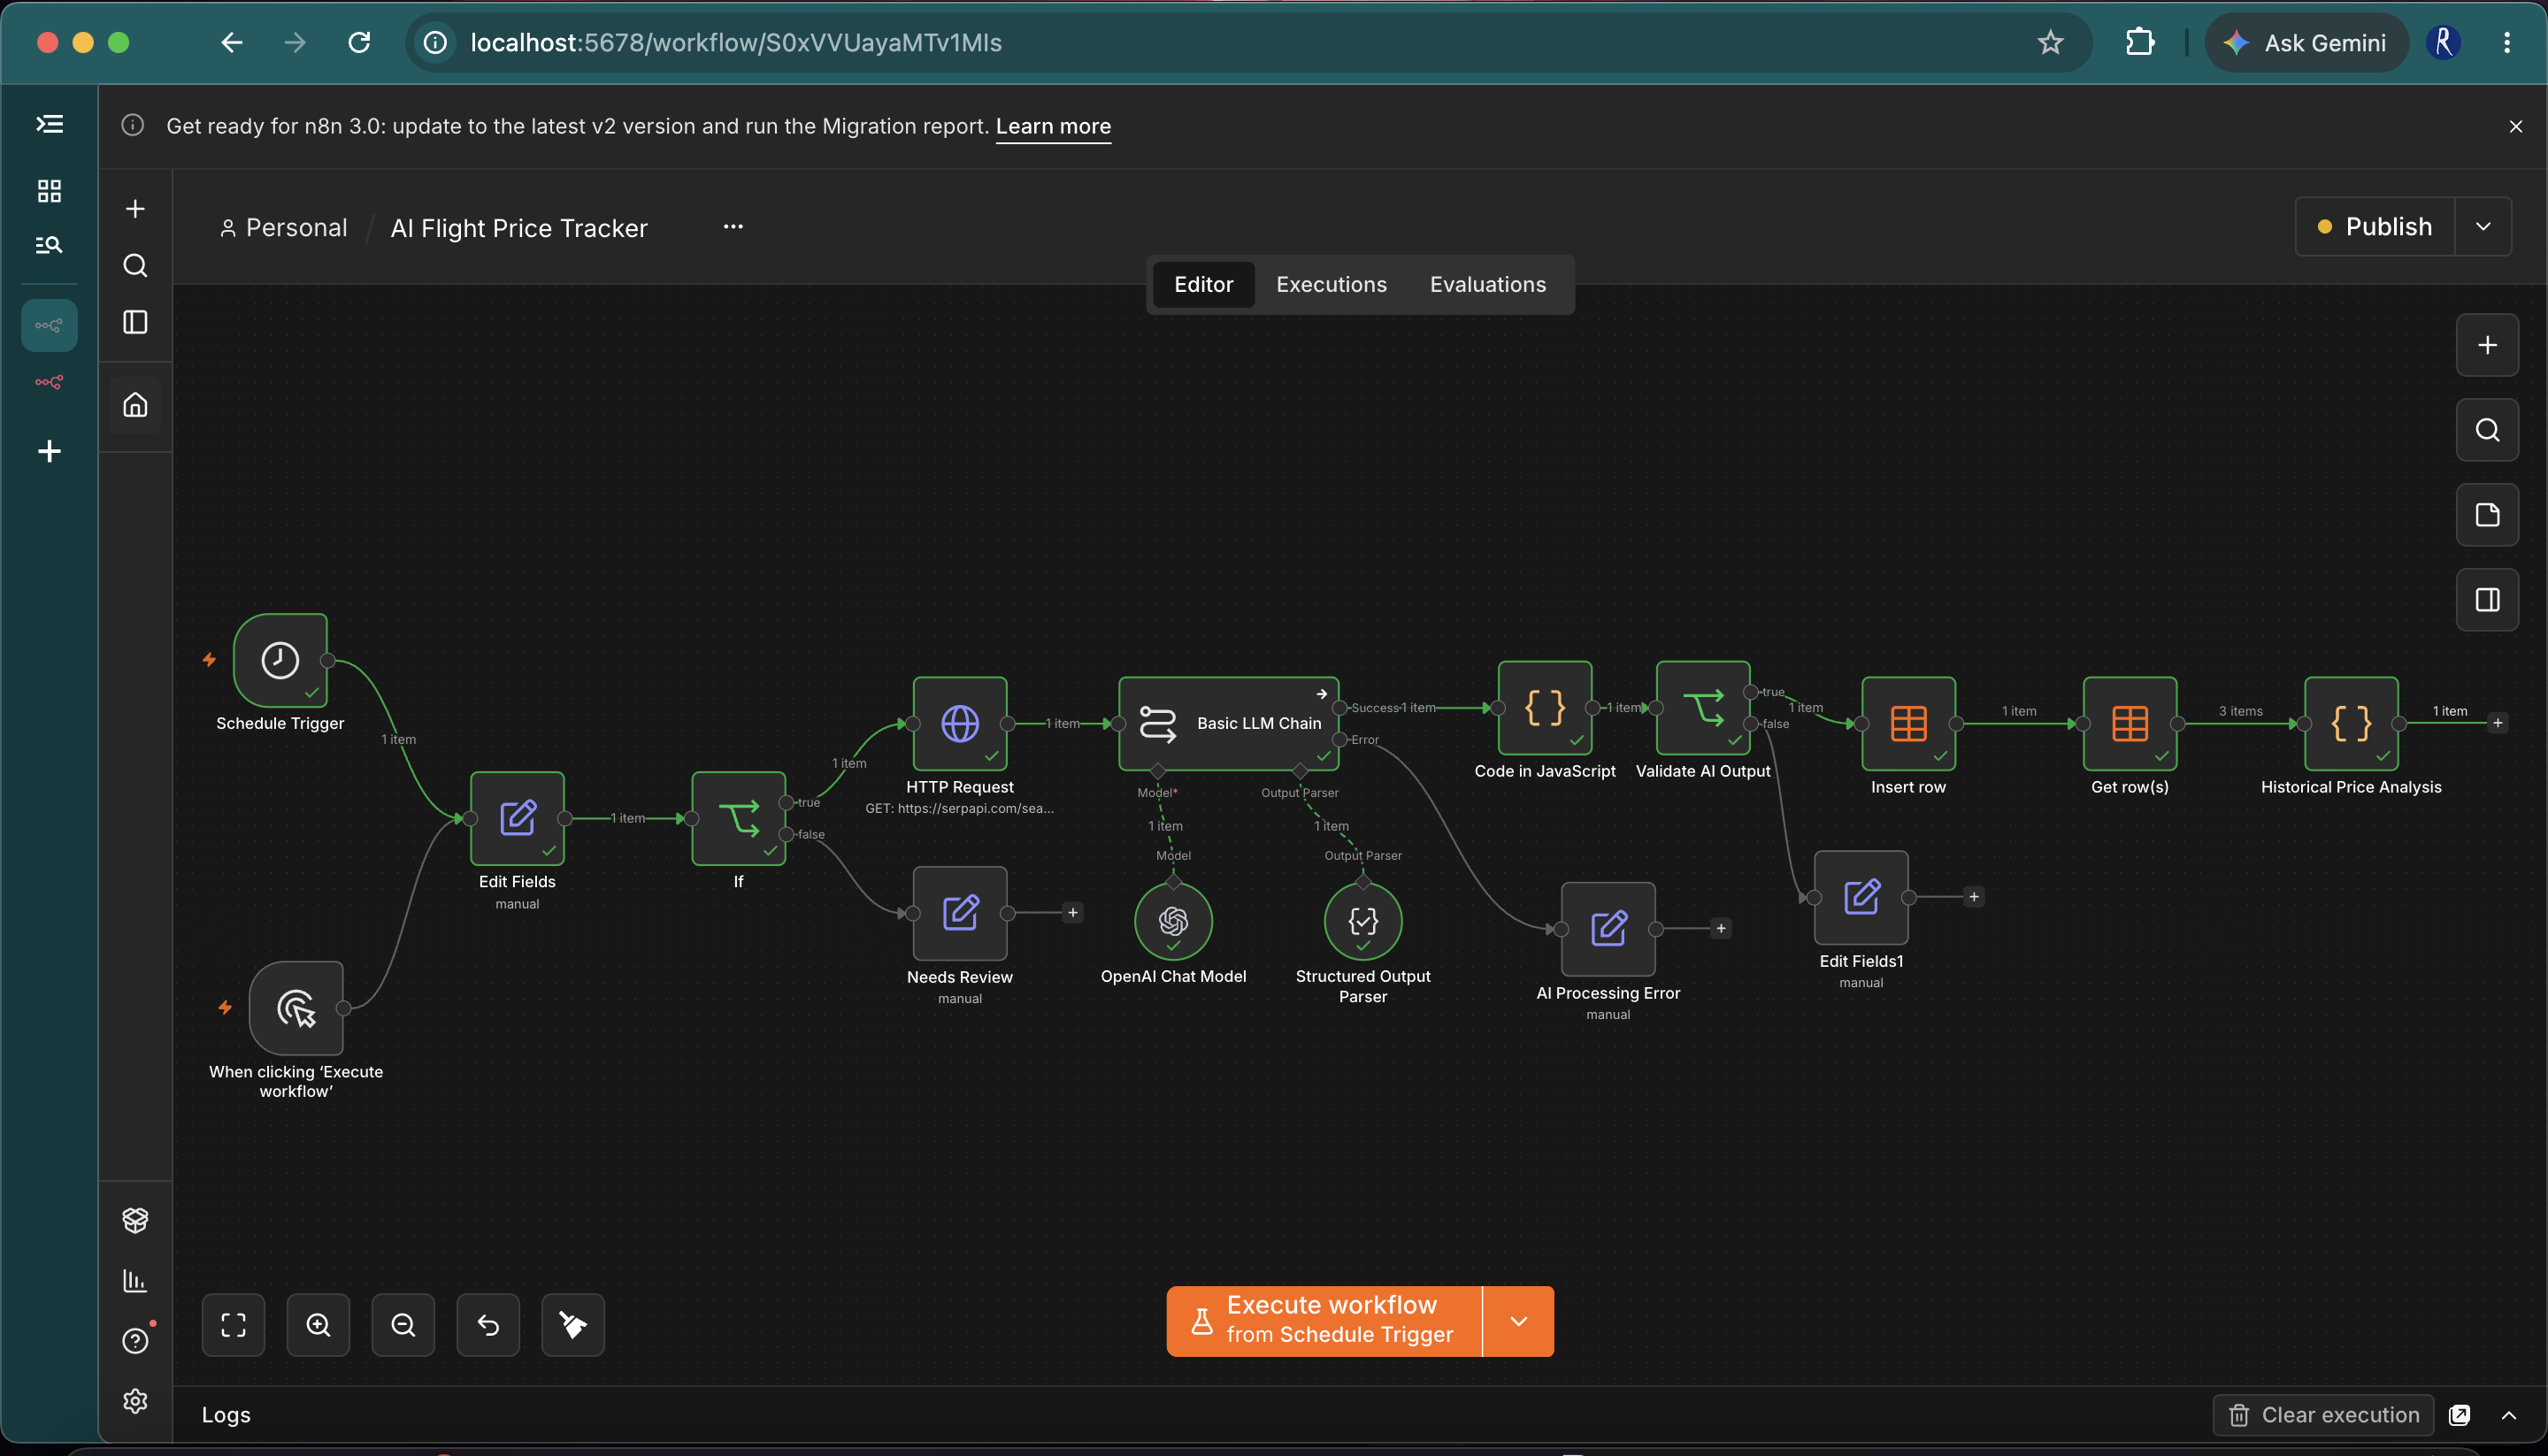 localhost:5678/workflow/S0xVVUayaMTv1MIs
Ask Gemini
Get ready for n8n 3.0: update to the latest v2 version and run the Migration report. Learn more
Personal / AI Flight Price Tracker
Publish
Editor
Executions
Evaluations
Schedule Trigger
1 item
When clicking ‘Execute
workflow’
Edit Fields
manual
1 item
If
true
false
1 item
HTTP Request
GET: https://serpapi.com/sea...
Needs Review
manual
1 item
Basic LLM Chain
Success
1 item
Error
Model*
Output Parser
1 item
1 item
Model
Output Parser
OpenAI Chat Model
Structured Output
Parser
Code in JavaScript
1 item
Validate AI Output
true
false
1 item
AI Processing Error
manual
Edit Fields1
manual
Insert row
1 item
Get row(s)
3 items
Historical Price Analysis
1 item
Execute workflow
from Schedule Trigger
Logs
Clear execution